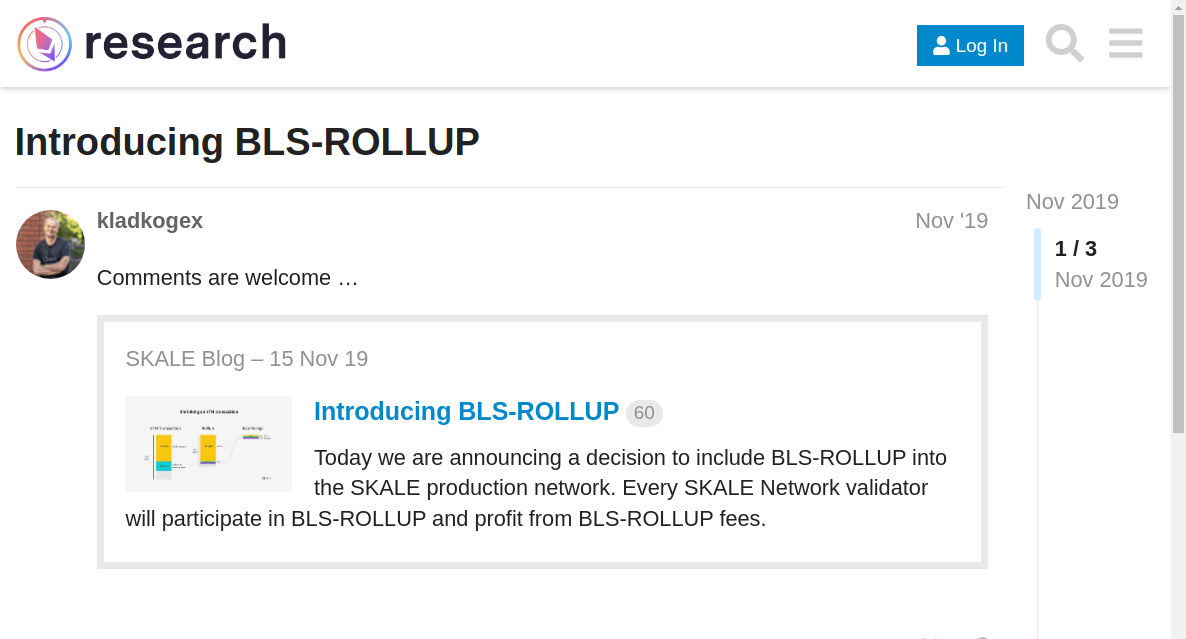 research
Log In
Introducing BLS-ROLLUP
kladkogex
Nov '19
Nov 2019
1 / 3
Nov 2019
Comments are welcome …
SKALE Blog – 15 Nov 19
Introducing BLS-ROLLUP 60
Today we are announcing a decision to include BLS-ROLLUP into
the SKALE production network. Every SKALE Network validator
will participate in BLS-ROLLUP and profit from BLS-ROLLUP fees.